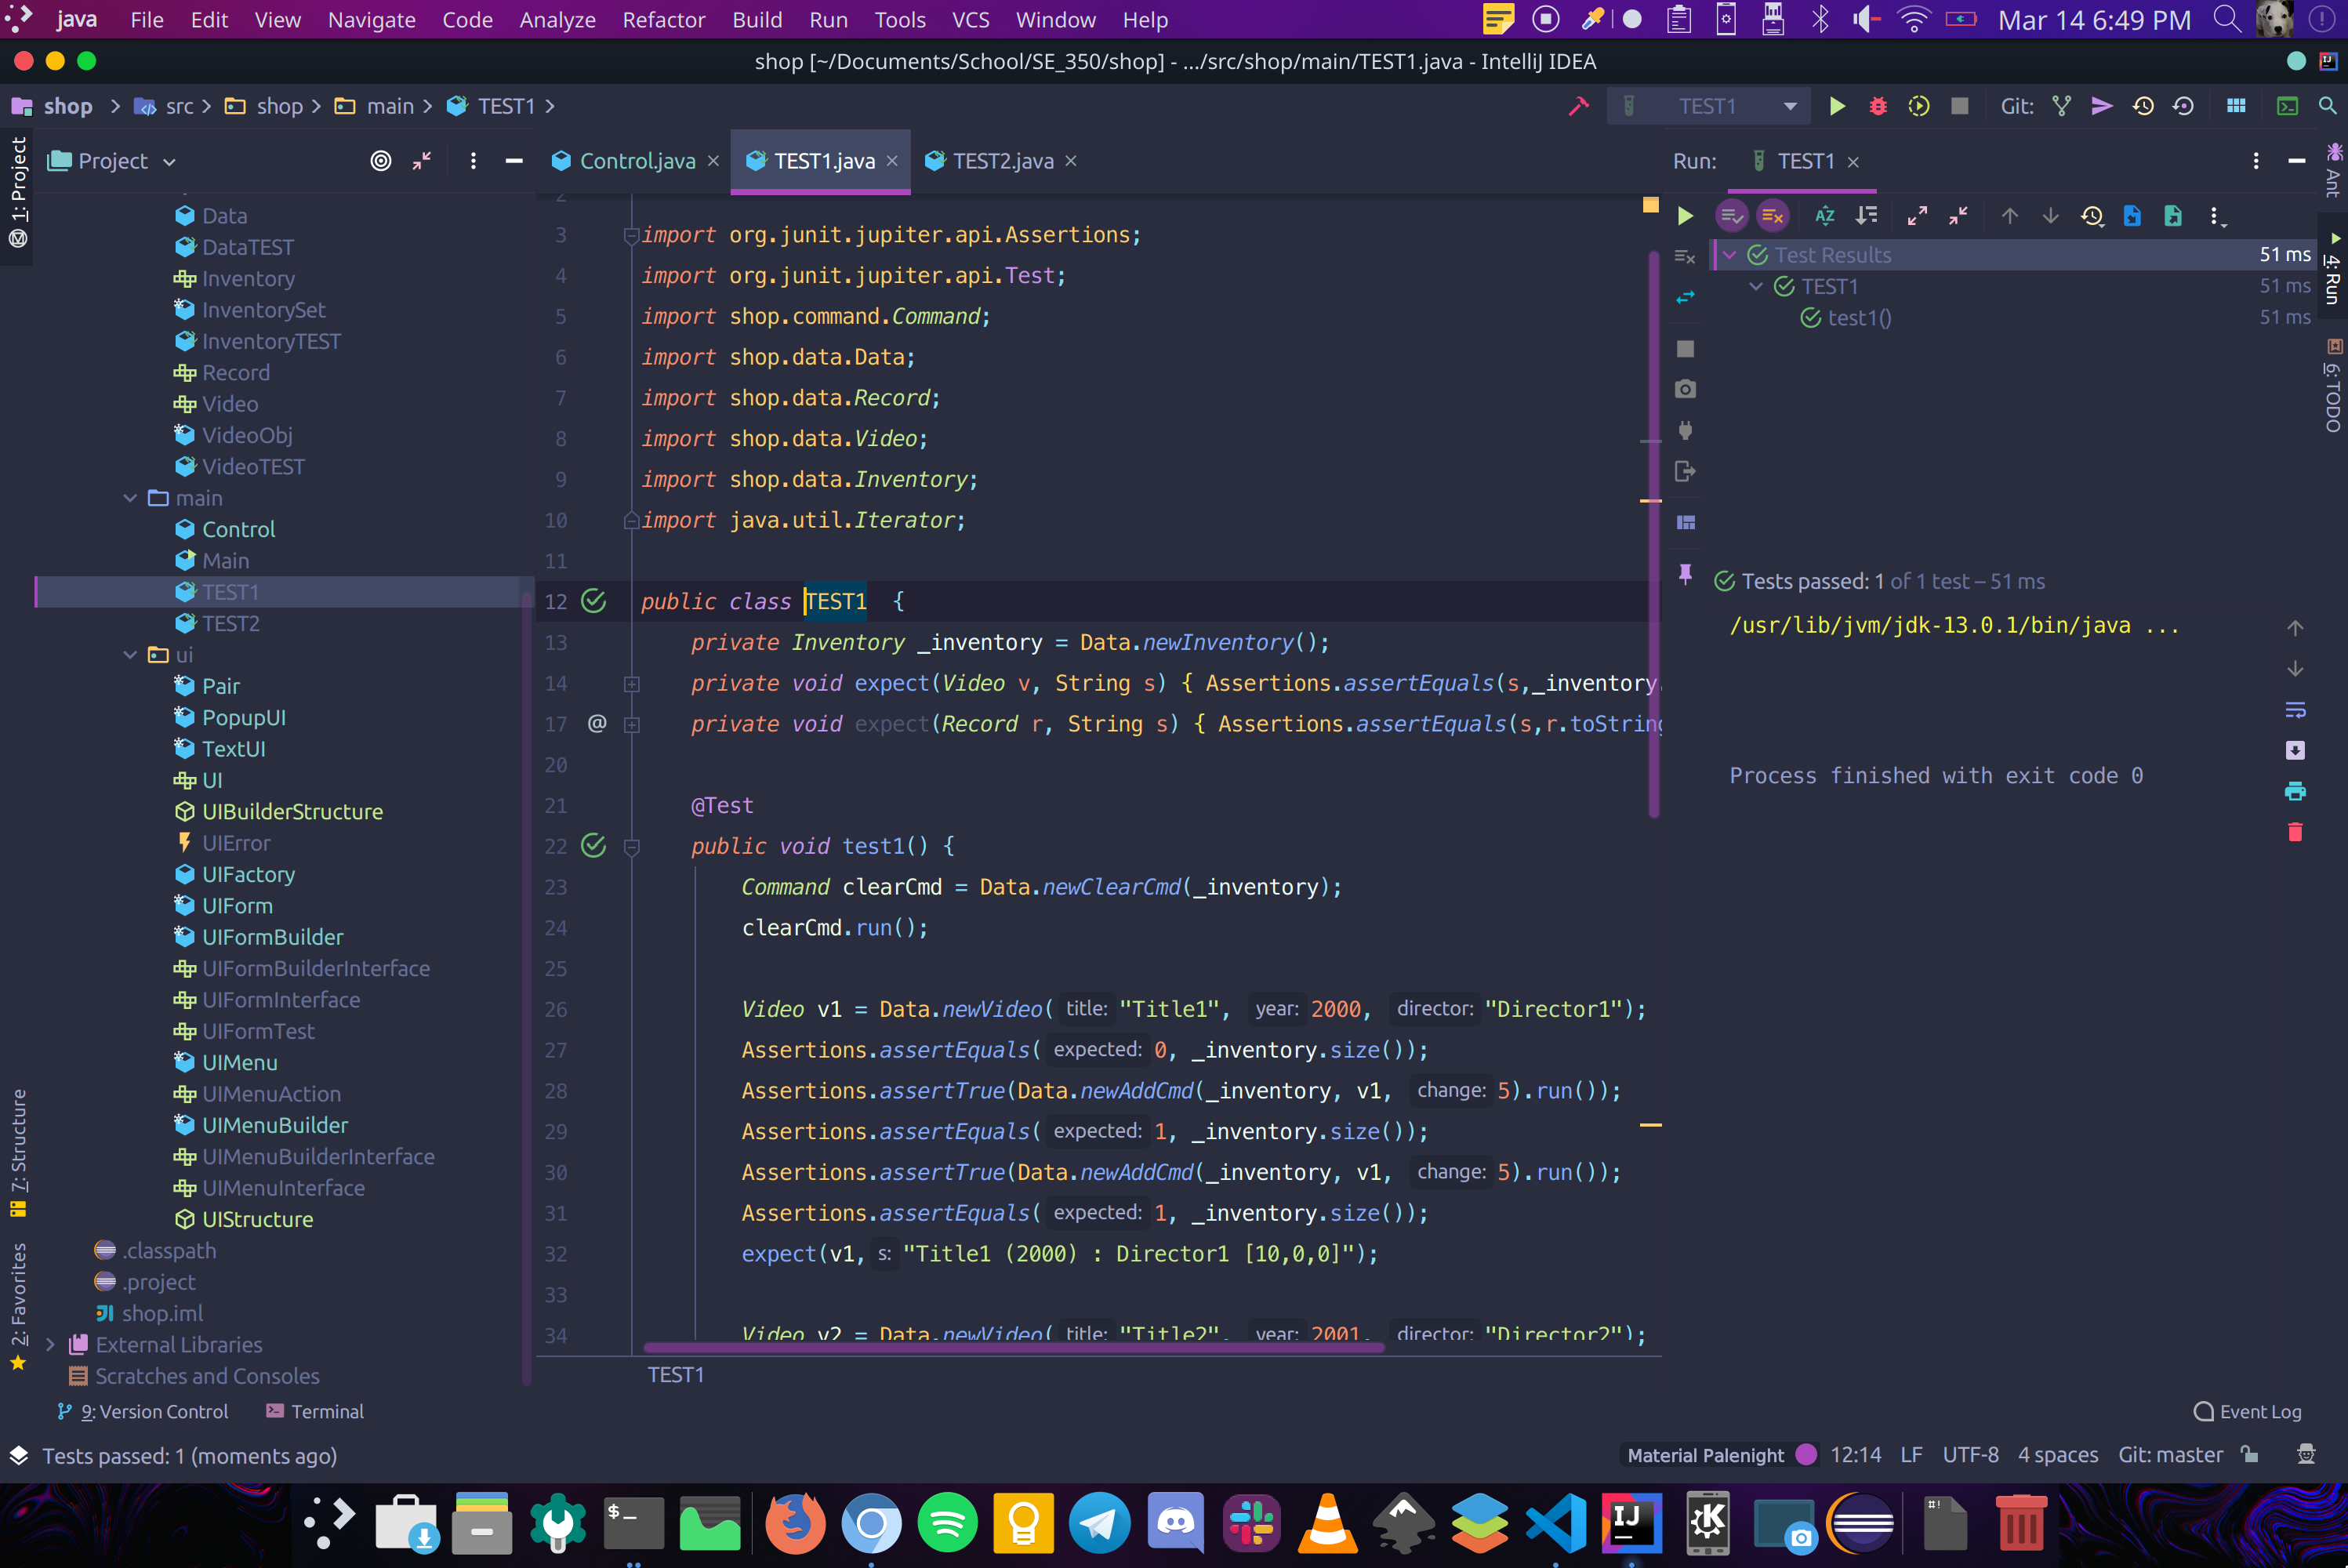 java File Edit View Navigate Code Analyze Refactor Build Run Tools VCS Window Help Mar 14 6:49 PM
shop [~/Documents/School/SE_350/shop] - .../src/shop/main/TEST1.java - IntelliJ IDEA
shop src shop main TEST1 TEST1 Git:
1: Project
Project
Data
DataTEST
Inventory
InventorySet
InventoryTEST
Record
Video
VideoObj
VideoTEST
main
Control
Main
TEST1
TEST2
ui
Pair
PopupUI
TextUI
UI
UIBuilderStructure
UIError
UIFactory
UIForm
UIFormBuilder
UIFormBuilderInterface
UIFormInterface
UIFormTest
UIMenu
UIMenuAction
UIMenuBuilder
UIMenuBuilderInterface
UIMenuInterface
UIStructure
.classpath
.project
shop.iml
External Libraries
Scratches and Consoles
7: Structure
2: Favorites
Control.java TEST1.java TEST2.java
2
3 import org.junit.jupiter.api.Assertions;
4 import org.junit.jupiter.api.Test;
5 import shop.command.Command;
6 import shop.data.Data;
7 import shop.data.Record;
8 import shop.data.Video;
9 import shop.data.Inventory;
10 import java.util.Iterator;
11
12 public class TEST1 {
13 private Inventory _inventory = Data.newInventory();
14 private void expect(Video v, String s) { Assertions.assertEquals(s,_inventory.
17 @ private void expect(Record r, String s) { Assertions.assertEquals(s,r.toString
20
21 @Test
22 public void test1() {
23 Command clearCmd = Data.newClearCmd(_inventory);
24 clearCmd.run();
25
26 Video v1 = Data.newVideo( title: "Title1", year: 2000, director: "Director1");
27 Assertions.assertEquals( expected: 0, _inventory.size());
28 Assertions.assertTrue(Data.newAddCmd(_inventory, v1, change: 5).run());
29 Assertions.assertEquals( expected: 1, _inventory.size());
30 Assertions.assertTrue(Data.newAddCmd(_inventory, v1, change: 5).run());
31 Assertions.assertEquals( expected: 1, _inventory.size());
32 expect(v1, s: "Title1 (2000) : Director1 [10,0,0]");
33
34 Video v2 = Data.newVideo( title: "Title2", year: 2001, director: "Director2");
TEST1
Run: TEST1
Test Results 51 ms
TEST1 51 ms
test1() 51 ms
Tests passed: 1 of 1 test – 51 ms
/usr/lib/jvm/jdk-13.0.1/bin/java ...
Process finished with exit code 0
Ant
4: Run
6: TODO
9: Version Control Terminal Event Log
Tests passed: 1 (moments ago) Material Palenight 12:14 LF UTF-8 4 spaces Git: master
$_
IJ
K
#!